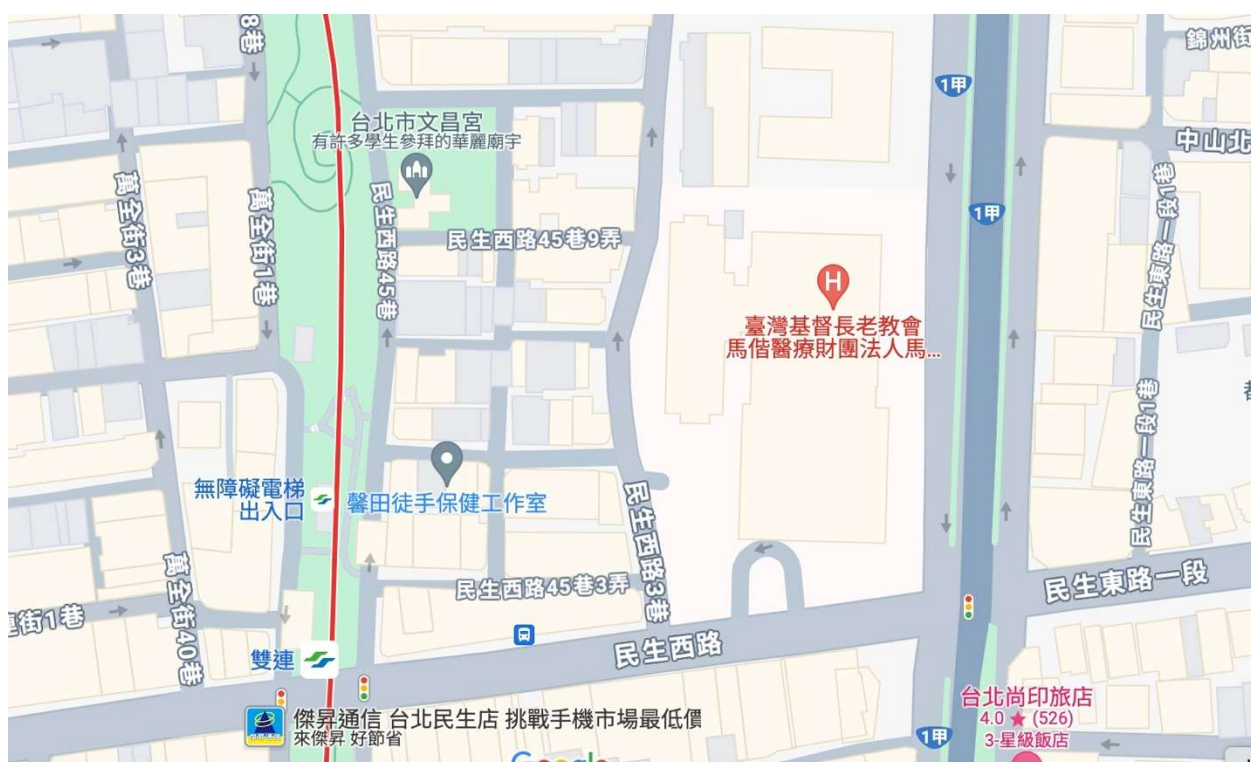 8巷
1甲
錦州街
台北市文昌宮
有許多學生參拜的華麗廟宇
中山北
萬全街3巷
萬全街1巷
民生西路45巷
1甲
民生東路一段1巷
民生西路45巷9弄
H
臺灣基督長老教會
馬偕醫療財團法人馬...
民生東路一段1巷
無障礙電梯
出入口
馨田徒手保健工作室
民生西路3巷
萬全街40巷
民生西路45巷3弄
民生東路一段
街1巷
民生西路
雙連
台北尚印旅店
4.0 ★ (526)
3-星級飯店
傑昇通信 台北民生店 挑戰手機市場最低價
來傑昇 好節省
1甲
Google